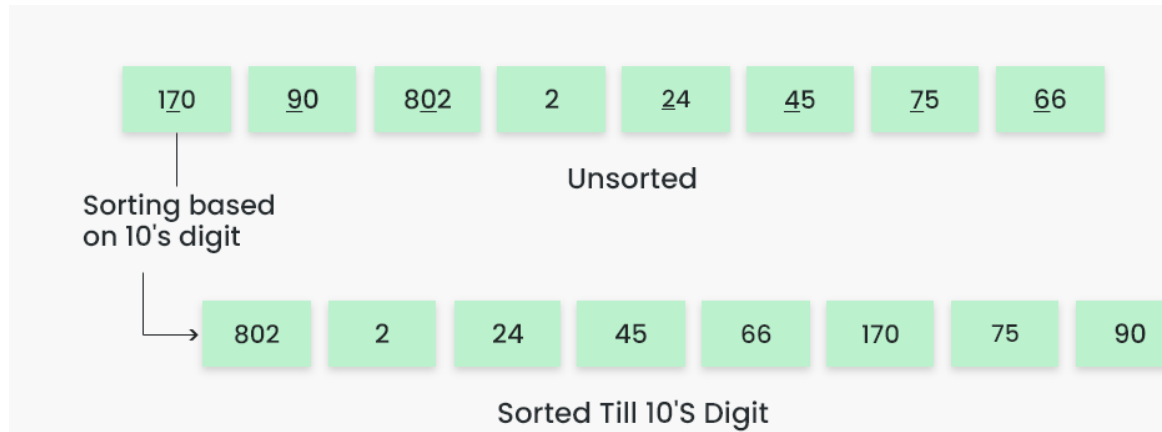 170 90 802 2 24 45 75 66
Unsorted
Sorting based
on 10's digit
802 2 24 45 66 170 75 90
Sorted Till 10'S Digit